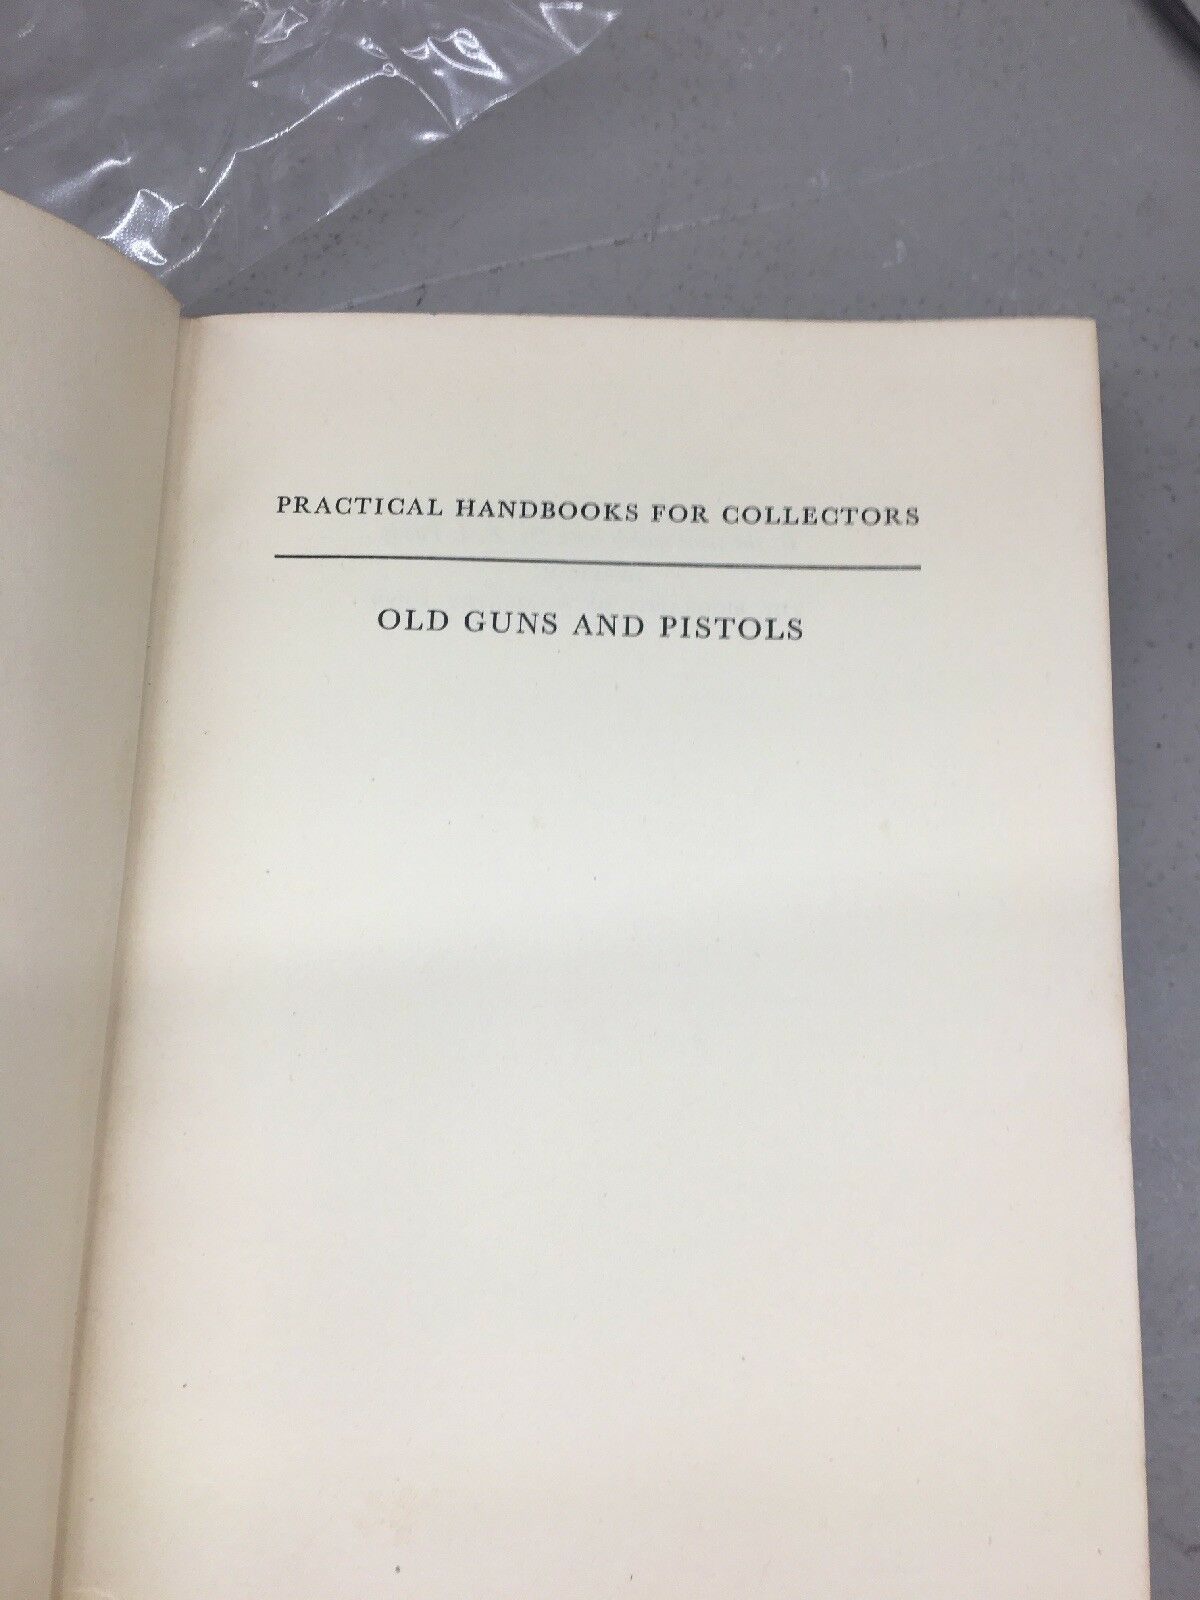 PRACTICAL HANDBOOKS FOR COLLECTORS
OLD GUNS AND PISTOLS